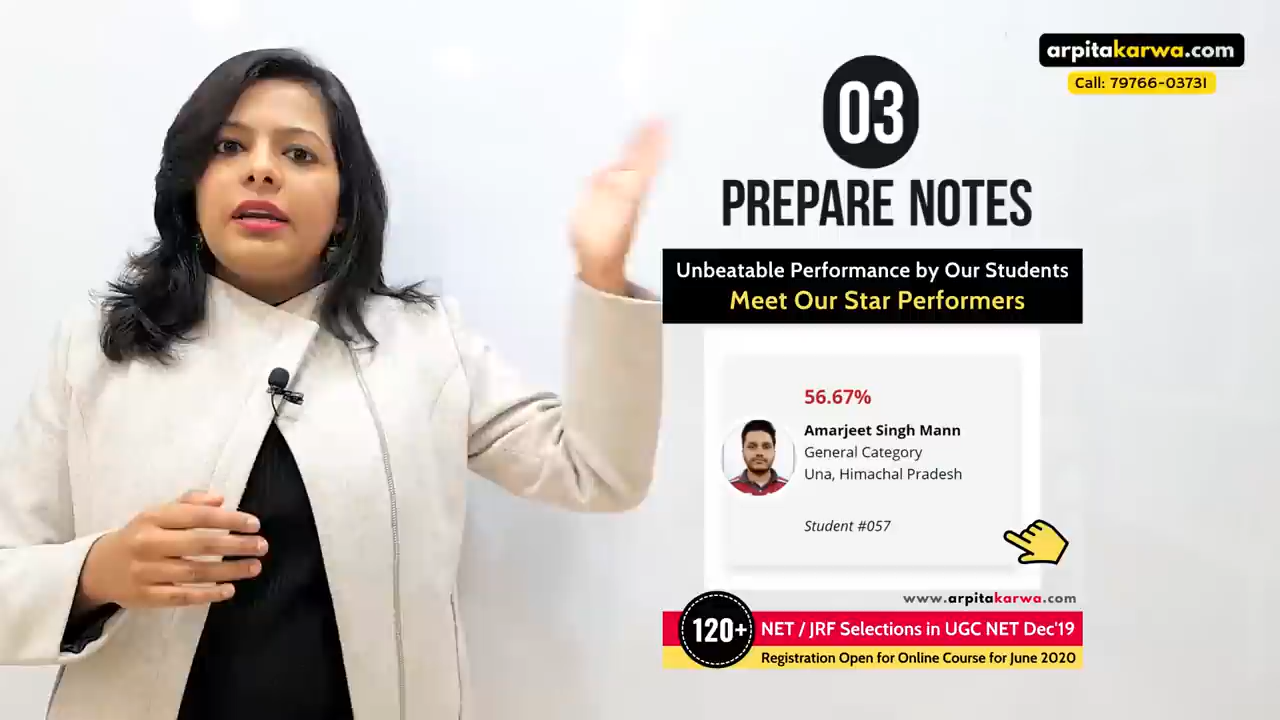 arpitakarwa.com
Call: 79766-03731
03
PREPARE NOTES
Unbeatable Performance by Our Students
Meet Our Star Performers
56.67%
Amarjeet Singh Mann
General Category
Una, Himachal Pradesh
Student #057
www.arpitakarwa.com
120+
NET / JRF Selections in UGC NET Dec'19
Registration Open for Online Course for June 2020